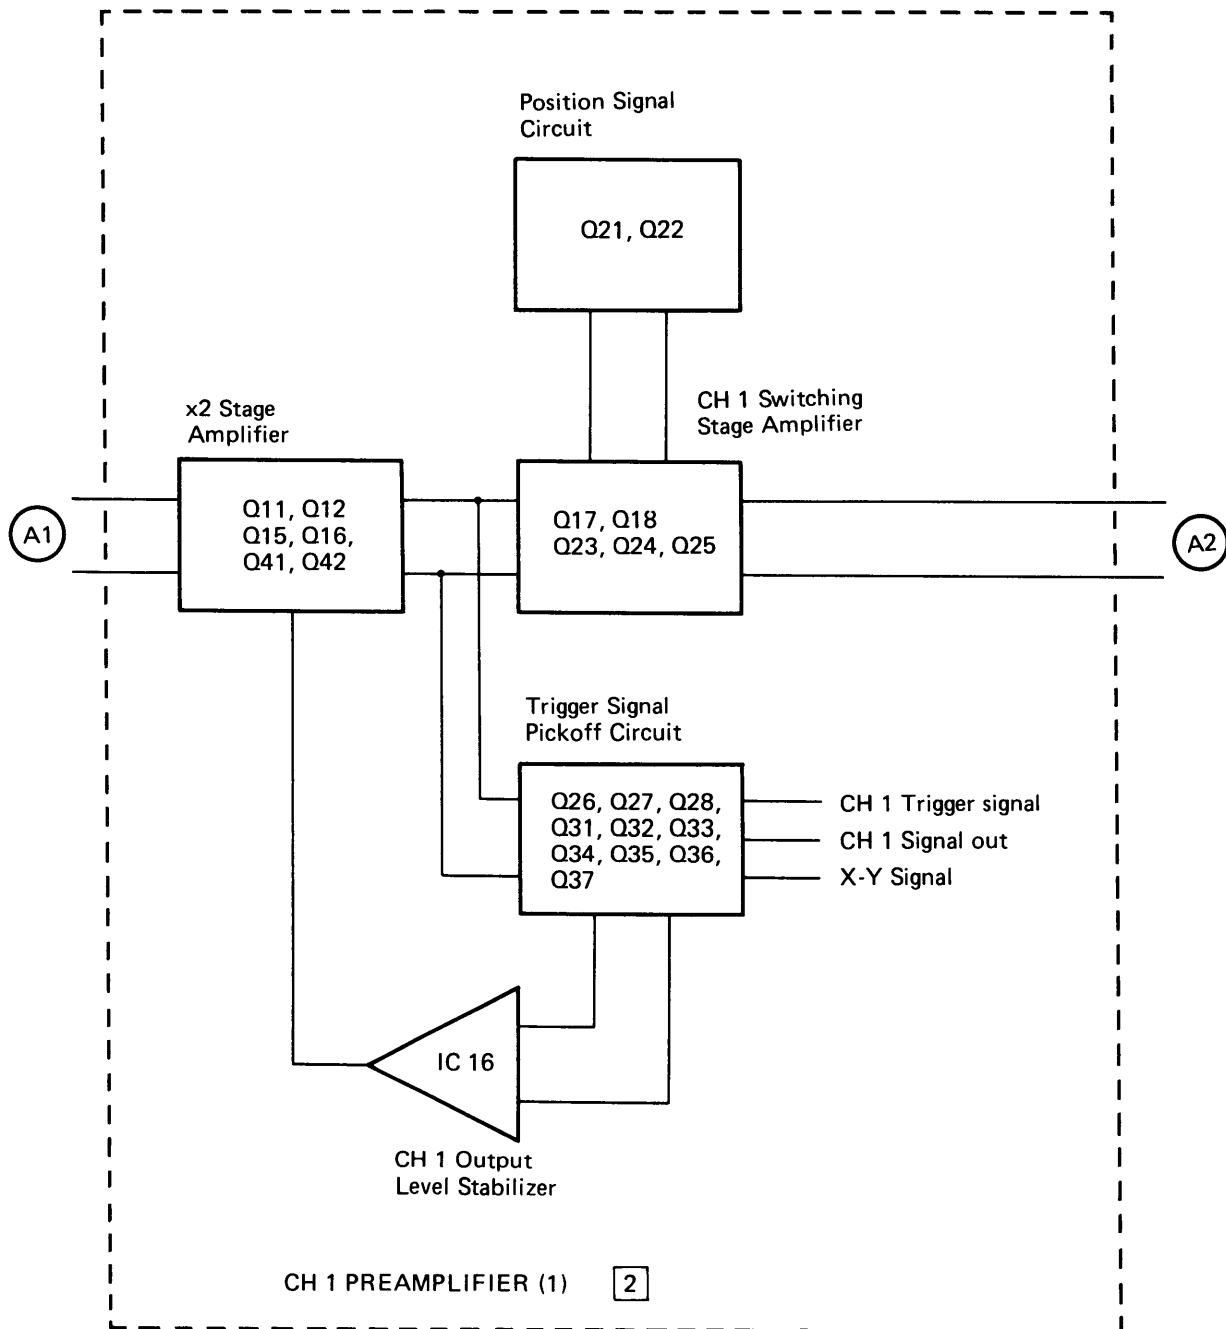 Position Signal
Circuit
Q21, Q22
x2 Stage
Amplifier
CH 1 Switching
Stage Amplifier
A1
Q11, Q12
Q15, Q16,
Q41, Q42
Q17, Q18
Q23, Q24, Q25
A2
Trigger Signal
Pickoff Circuit
Q26, Q27, Q28,
Q31, Q32, Q33,
Q34, Q35, Q36,
Q37
CH 1 Trigger signal
CH 1 Signal out
X-Y Signal
IC 16
CH 1 Output
Level Stabilizer
CH 1 PREAMPLIFIER (1) 2